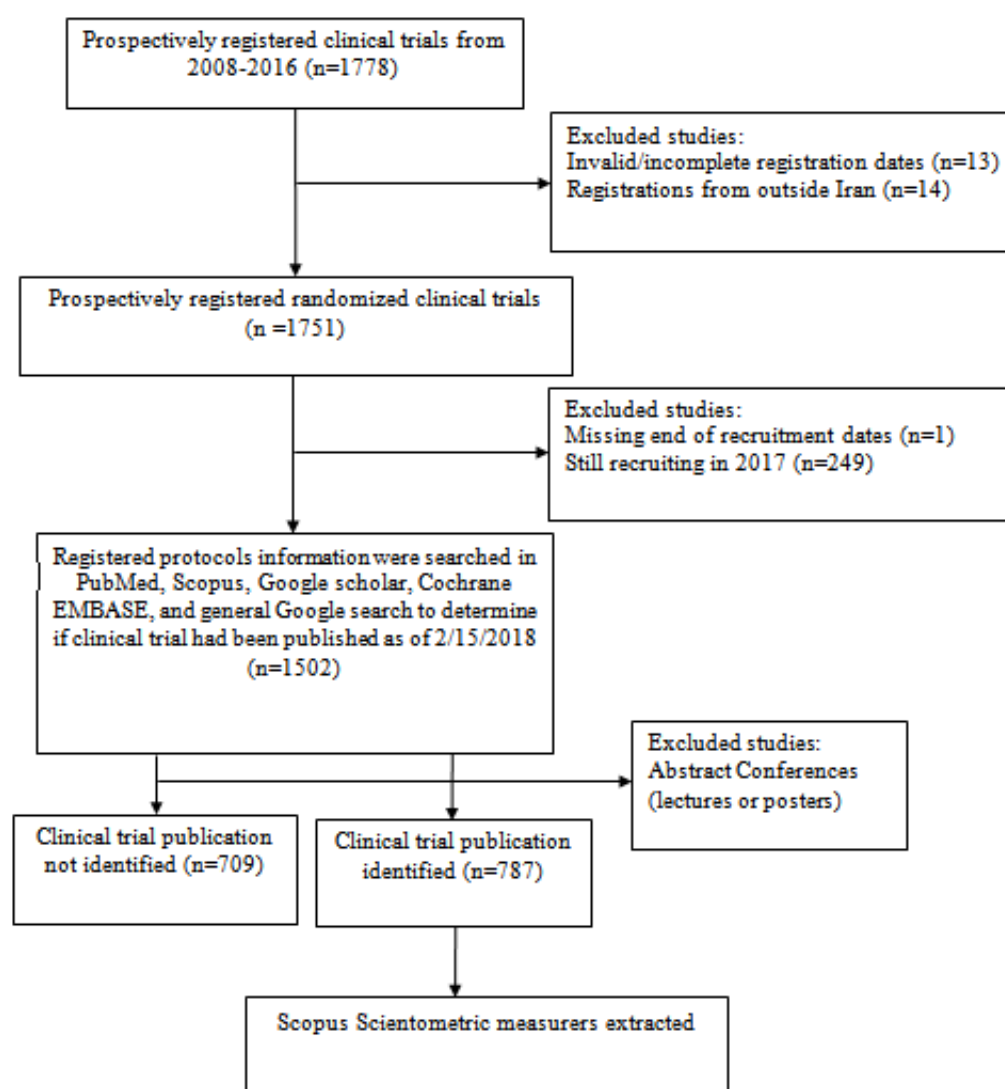 Prospectively registered clinical trials from
2008-2016 (n=1778)
Excluded studies:
Invalid/incomplete registration dates (n=13)
Registrations from outside Iran (n=14)
Prospectively registered randomized clinical trials
(n =1751)
Excluded studies:
Missing end of recruitment dates (n=1)
Still recruiting in 2017 (n=249)
Registered protocols information were searched in
PubMed, Scopus, Google scholar, Cochrane
EMBASE, and general Google search to determine
if clinical trial had been published as of 2/15/2018
(n=1502)
Excluded studies:
Abstract Conferences
(lectures or posters)
Clinical trial publication
not identified (n=709)
Clinical trial publication
identified (n=787)
Scopus Scientometric measurers extracted